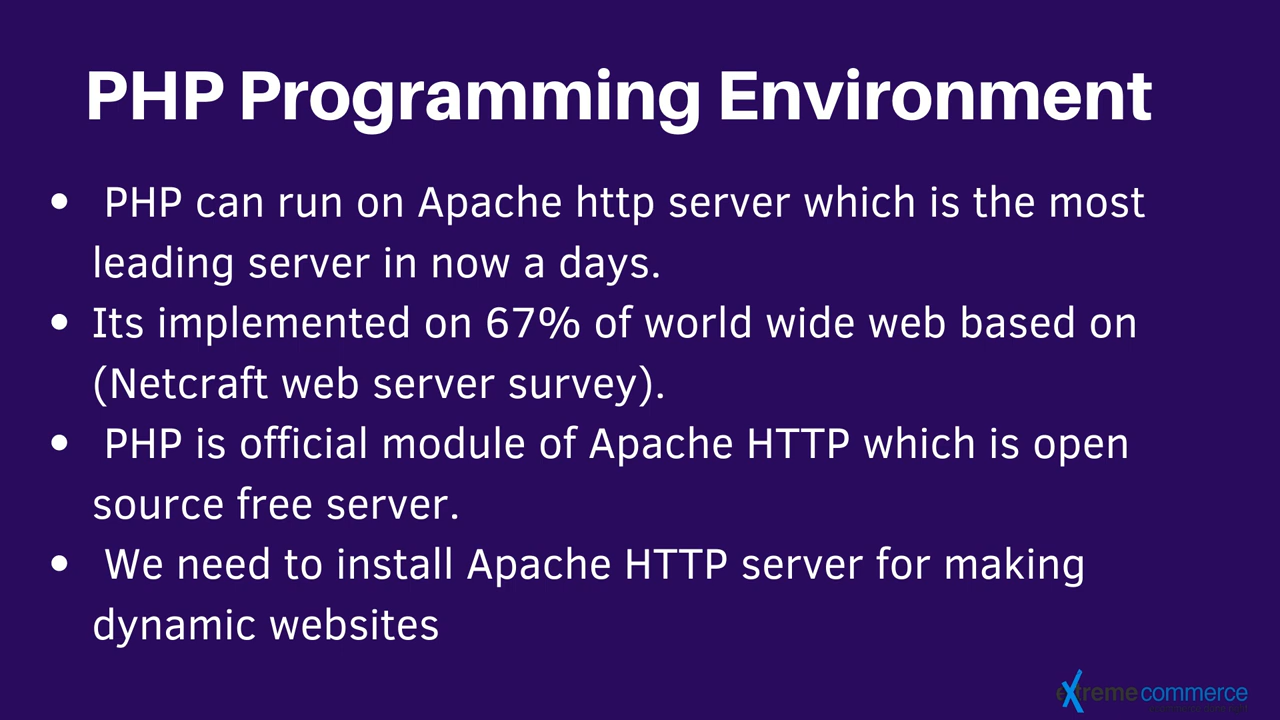 PHP Programming Environment
PHP can run on Apache http server which is the most
leading server in now a days.
Its implemented on 67% of world wide web based on
(Netcraft web server survey).
PHP is official module of Apache HTTP which is open
source free server.
We need to install Apache HTTP server for making
dynamic websites
extreme commerce